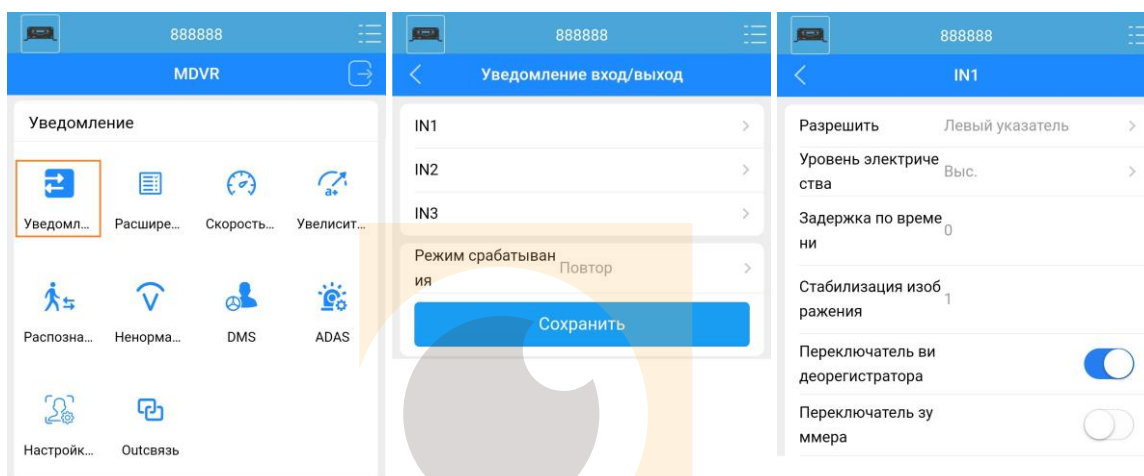 888888
MDVR
Уведомление
Уведомл... Расшире... Скорость... Увелисит...
a+
Распозна... Ненорма... DMS ADAS
Настройк... Outсвязь
888888
Уведомление вход/выход
IN1
IN2
IN3
Режим срабатыван
ия
Повтор
Сохранить
888888
IN1
Разрешить Левый указатель
Уровень электриче
ства
Выс.
Задержка по време
ни
0
Стабилизация изоб
ражения
1
Переключатель ви
деорегистратора
Переключатель зу
ммера